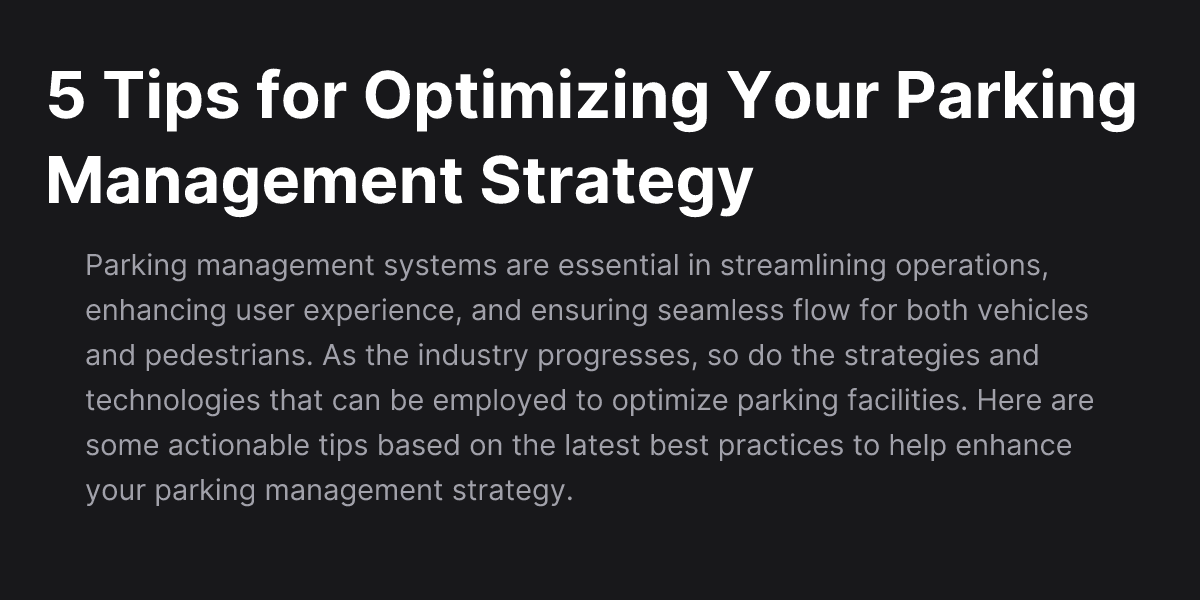 5 Tips for Optimizing Your Parking
Management Strategy
Parking management systems are essential in streamlining operations,
enhancing user experience, and ensuring seamless flow for both vehicles
and pedestrians. As the industry progresses, so do the strategies and
technologies that can be employed to optimize parking facilities. Here are
some actionable tips based on the latest best practices to help enhance
your parking management strategy.